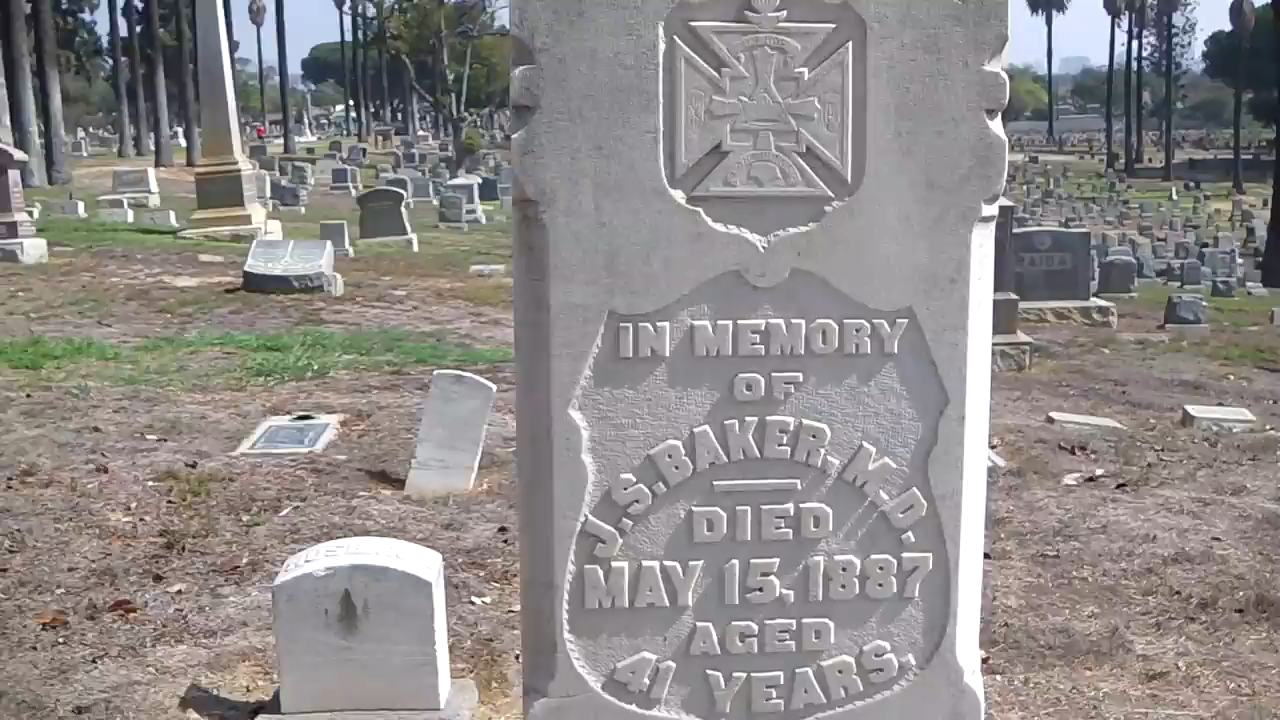 IN MEMORY
OF
J.S. BAKER, M.D.
DIED
MAY 15, 1887
AGED
41 YEARS.